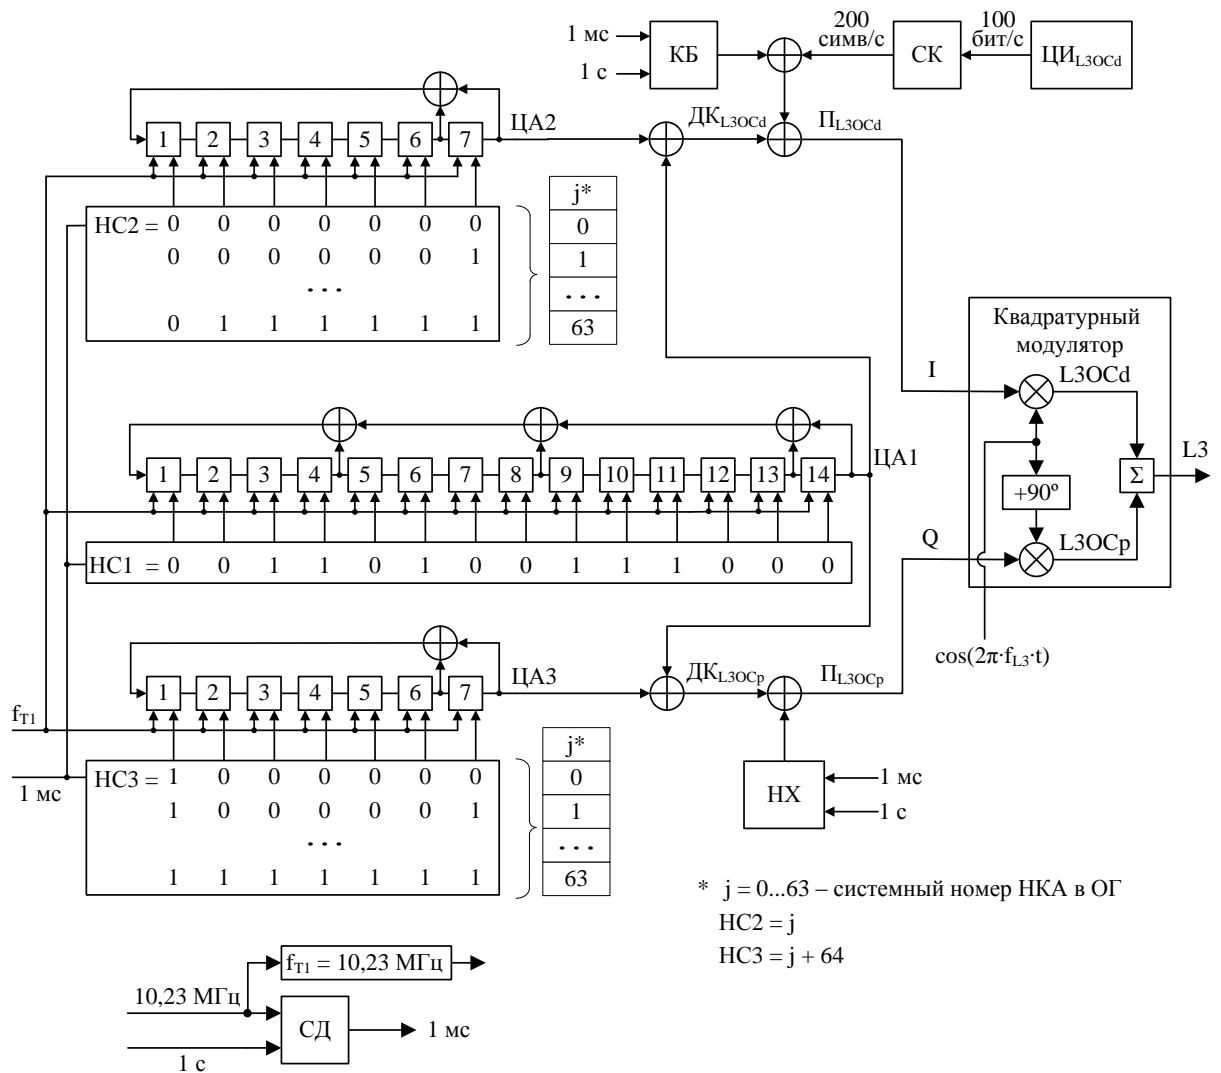 1 мс
1 с
КБ
200
симв/с
СК
100
бит/с
ЦИL3OCd
1 2 3 4 5 6 7
ЦА2
ДКL3OCd
ПL3OCd
НС2 = 0 0 0 0 0 0 0
0 0 0 0 0 0 1
...
0 1 1 1 1 1 1
j*
0
1
...
63
Квадратурный
модулятор
I
L3OCd
+90º
Σ
L3
Q
L3OCp
cos(2π·fL3·t)
1 2 3 4 5 6 7 8 9 10 11 12 13 14
ЦА1
НС1 = 0 0 1 1 0 1 0 0 1 1 1 0 0 0
1 2 3 4 5 6 7
ЦА3
ДКL3OCp
ПL3OCp
fТ1
1 мс
НС3 = 1 0 0 0 0 0 0
1 0 0 0 0 0 1
...
1 1 1 1 1 1 1
j*
0
1
...
63
НХ
1 мс
1 с
* j = 0...63 – системный номер НКА в ОГ
НС2 = j
НС3 = j + 64
fТ1 = 10,23 МГц
10,23 МГц
СД
1 мс
1 с